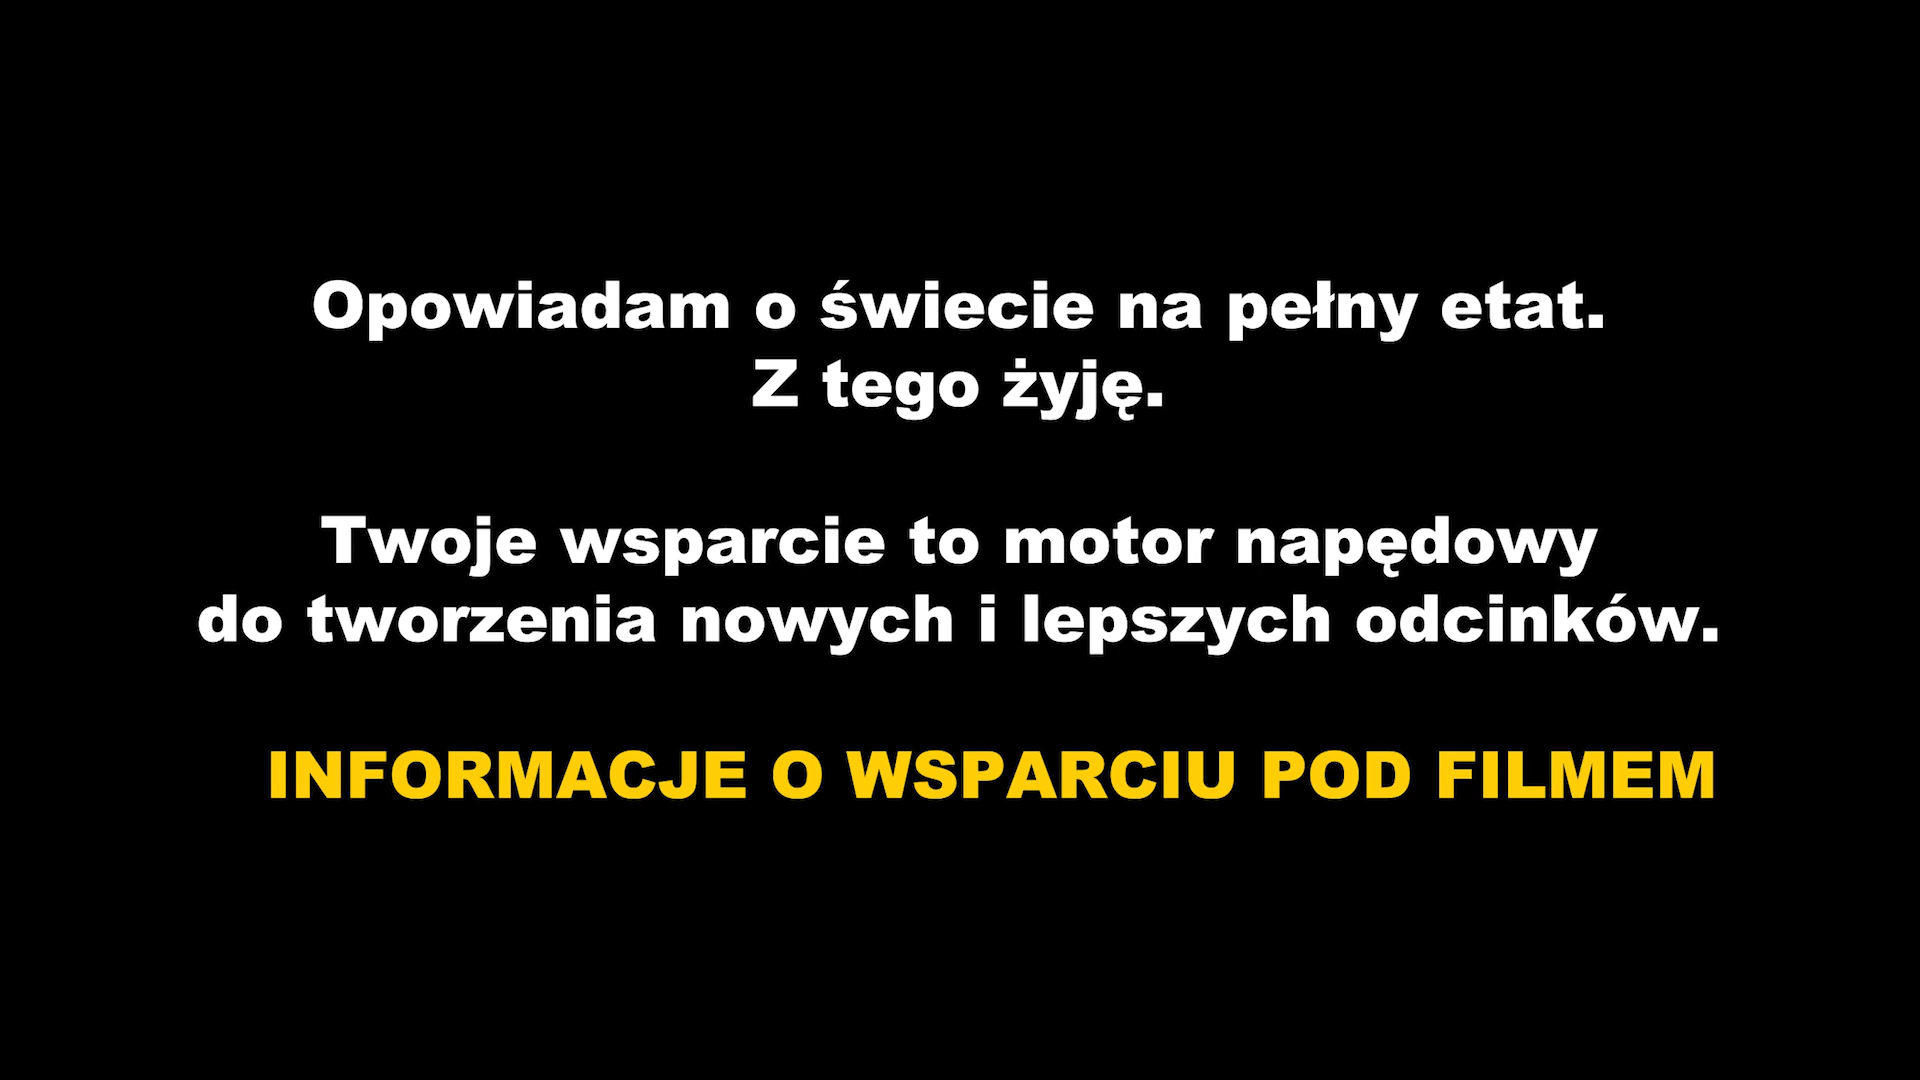 Opowiadam o świecie na pełny etat.
Z tego żyję.
Twoje wsparcie to motor napędowy
do tworzenia nowych i lepszych odcinków.
INFORMACJE O WSPARCIU POD FILMEM